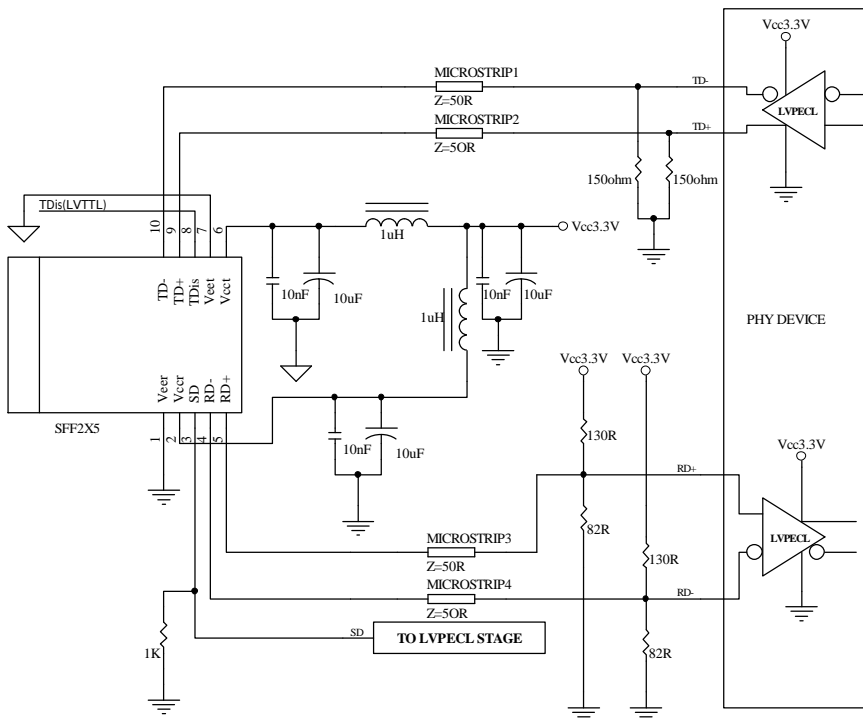 Vcc3.3V
MICROSTRIP1
TD-
Z=50R
LVPECL
MICROSTRIP2
TD+
Z=5OR
150ohm
150ohm
TDis(LVTTL)
10
9
8
7
6
1uH
Vcc3.3V
TD-
TD+
TDis
Veet
Vcct
10nF
10uF
10nF
10uF
1uH
PHY DEVICE
Veer
Vccr
SD
RD-
RD+
Vcc3.3V
Vcc3.3V
SFF2X5
1
2
3
4
5
10nF
10uF
130R
Vcc3.3V
RD+
82R
MICROSTRIP3
Z=50R
LVPECL
130R
MICROSTRIP4
Z=5OR
RD-
SD
TO LVPECL STAGE
1K
82R